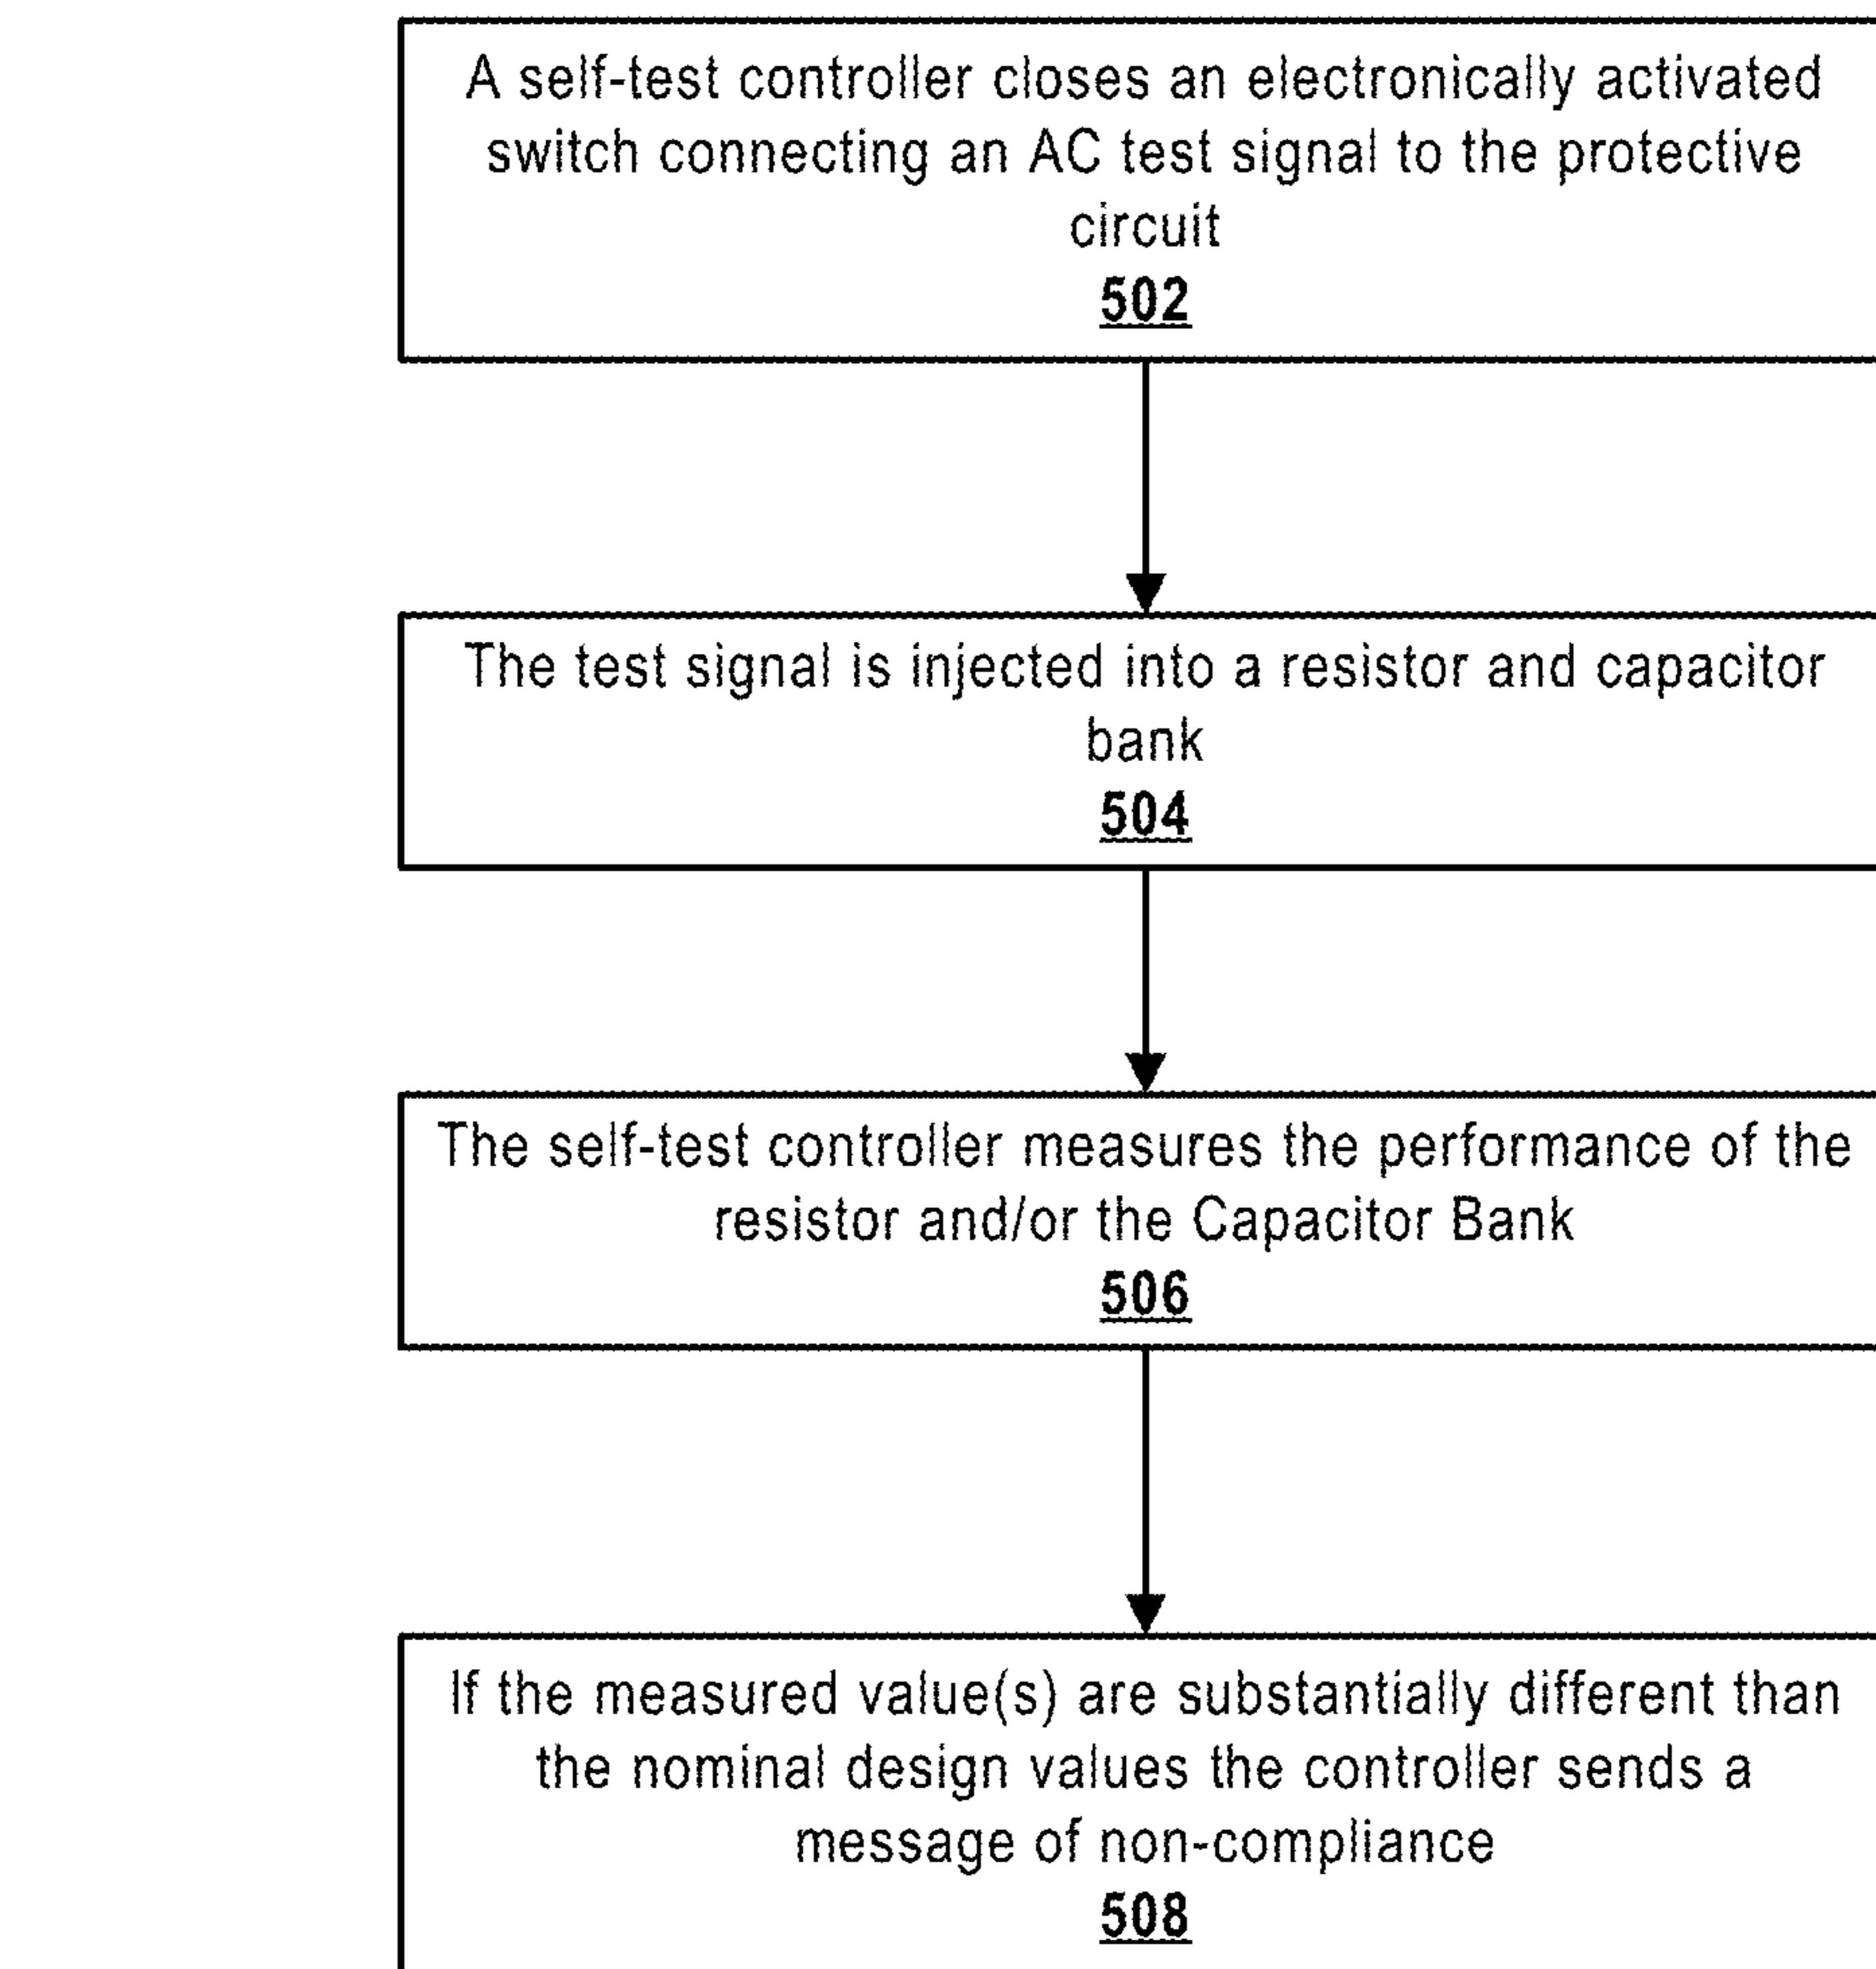 A self-test controller closes an electronically activated
switch connecting an AC test signal to the protective
circuit
502
The test signal is injected into a resistor and capacitor
bank
504
The self-test controller measures the performance of the
resistor and/or the Capacitor Bank
506
If the measured value(s) are substantially different than
the nominal design values the controller sends a
message of non-compliance
508